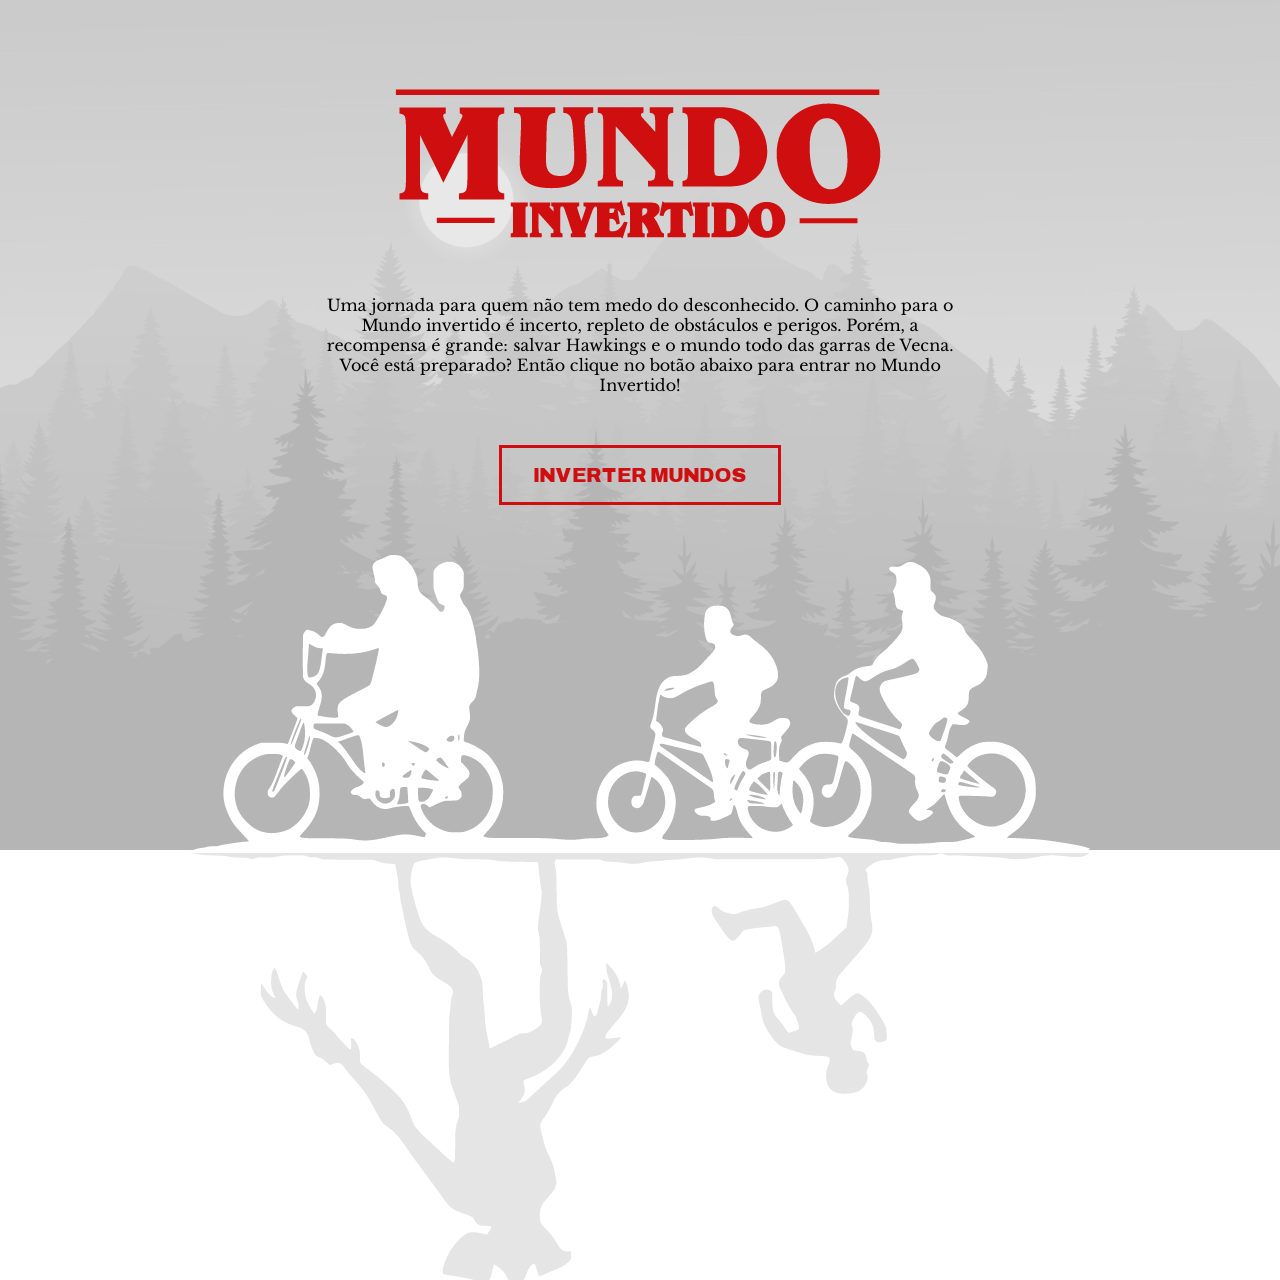 MUNDO
INVERTIDO
Uma jornada para quem não tem medo do desconhecido. O caminho para o
Mundo invertido é incerto, repleto de obstáculos e perigos. Porém, a
recompensa é grande: salvar Hawkings e o mundo todo das garras de Vecna.
Você está preparado? Então clique no botão abaixo para entrar no Mundo
Invertido!
INVERTER MUNDOS